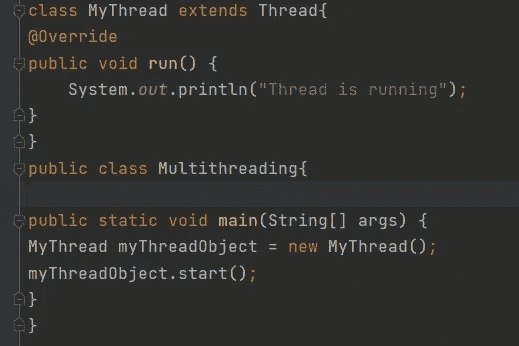 class MyThread extends Thread{
@Override
public void run() {
    System.out.println("Thread is running");
}
}
public class Multithreading{

public static void main(String[] args) {
MyThread myThreadObject = new MyThread();
myThreadObject.start();
}
}